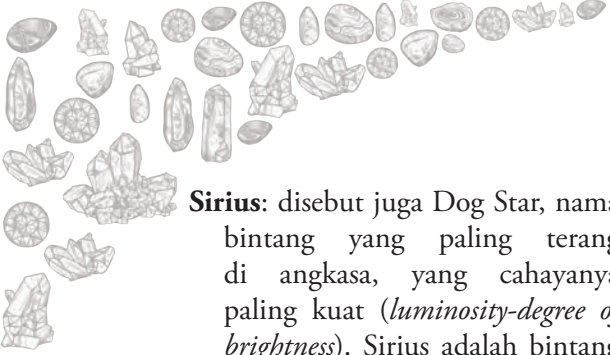 Sirius: disebut juga Dog Star, nama
bintang yang paling terang
di angkasa, yang cahayanya
paling kuat (luminosity-degree of
brightness). Sirius adalah bintang